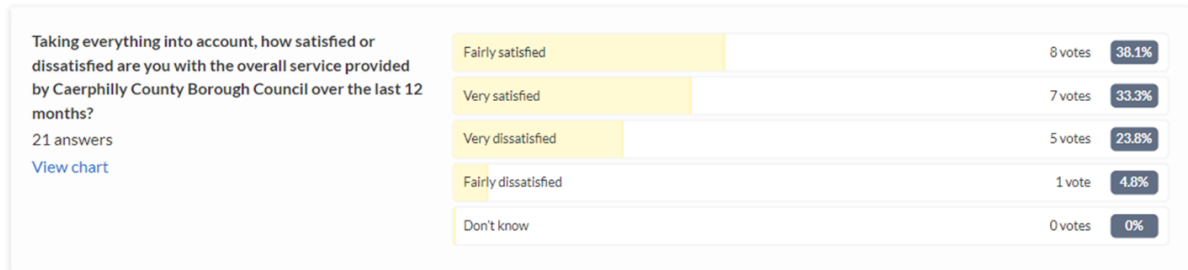 Taking everything into account, how satisfied or
dissatisfied are you with the overall service provided
by Caerphilly County Borough Council over the last 12
months?
21 answers
View chart
Fairly satisfied 8 votes 38.1%
Very satisfied 7 votes 33.3%
Very dissatisfied 5 votes 23.8%
Fairly dissatisfied 1 vote 4.8%
Don't know 0 votes 0%